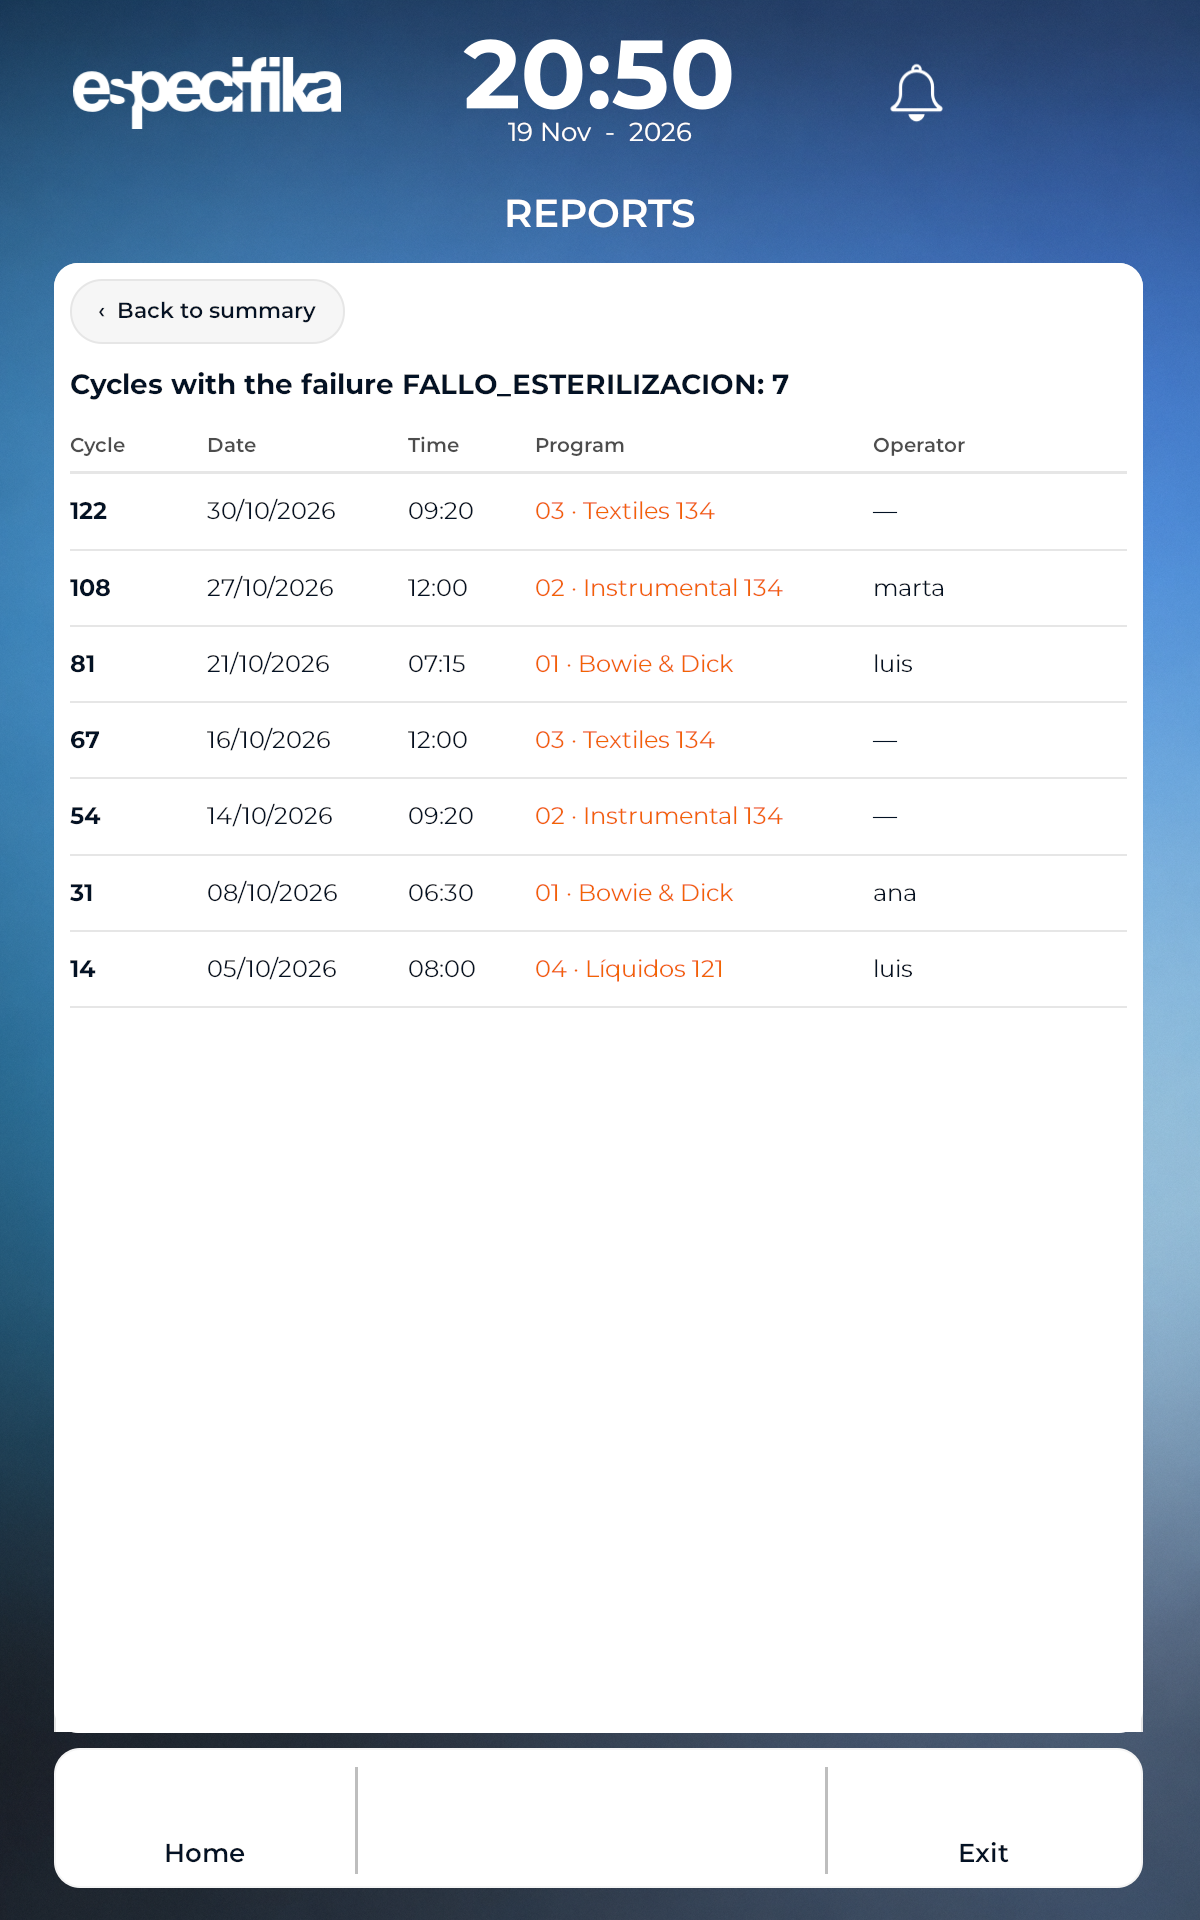 especifika
20:50
19 Nov - 2026
REPORTS
‹ Back to summary
Cycles with the failure FALLO_ESTERILIZACION: 7
Cycle Date Time Program Operator
122 30/10/2026 09:20 03 · Textiles 134 —
108 27/10/2026 12:00 02 · Instrumental 134 marta
81 21/10/2026 07:15 01 · Bowie & Dick luis
67 16/10/2026 12:00 03 · Textiles 134 —
54 14/10/2026 09:20 02 · Instrumental 134 —
31 08/10/2026 06:30 01 · Bowie & Dick ana
14 05/10/2026 08:00 04 · Líquidos 121 luis
Home Exit